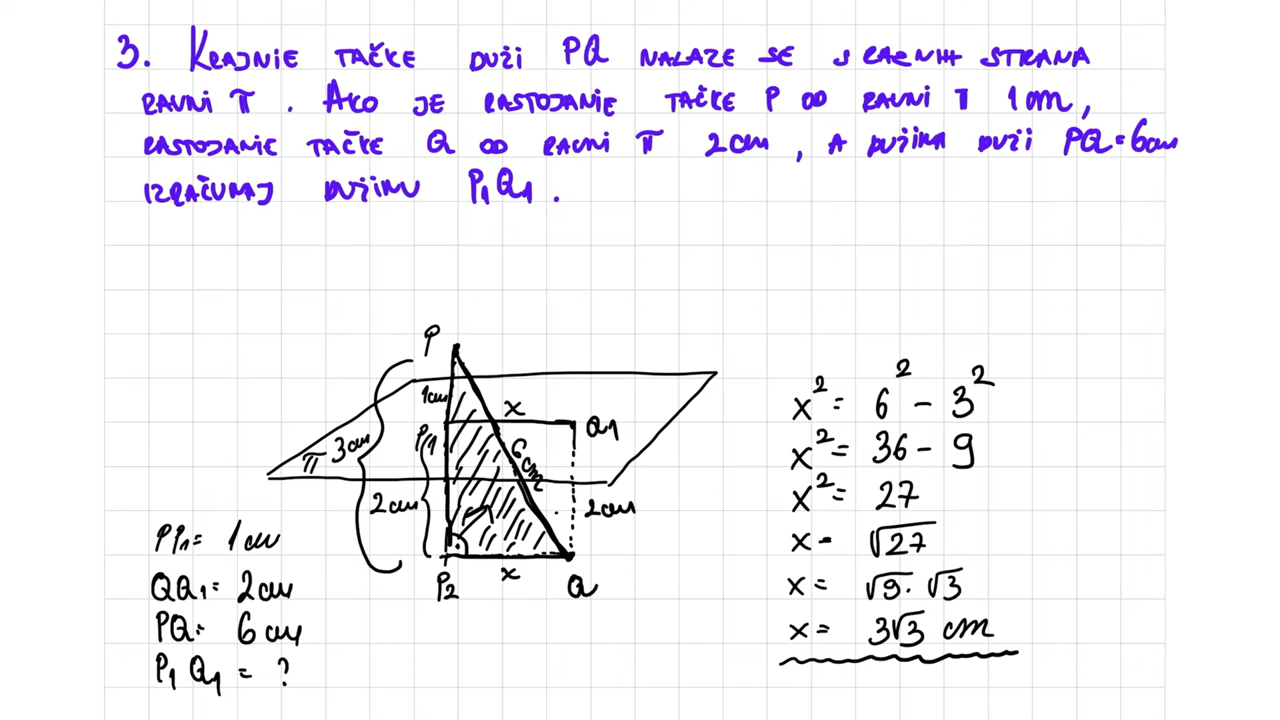 3. KRAJNJE TAČKE DUŽI PQ NALAZE SE S RAZNIH STRANA
RAVNI π. AKO JE RASTOJANJE TAČKE P OD RAVNI π 1cm,
RASTOJANJE TAČKE Q OD RAVNI π 2cm, A DUŽINA DUŽI PQ=6cm
IZRAČUNAJ DUŽINU P₁Q₁.
P
1cm
x
Q₁
P₁
π
3cm
6cm
2cm
2cm
P₂
x
Q
PP₁= 1cm
QQ₁= 2cm
PQ= 6cm
P₁Q₁ = ?
x² = 6² - 3²
x² = 36 - 9
x² = 27
x = √27
x = √9 · √3
x = 3√3 cm